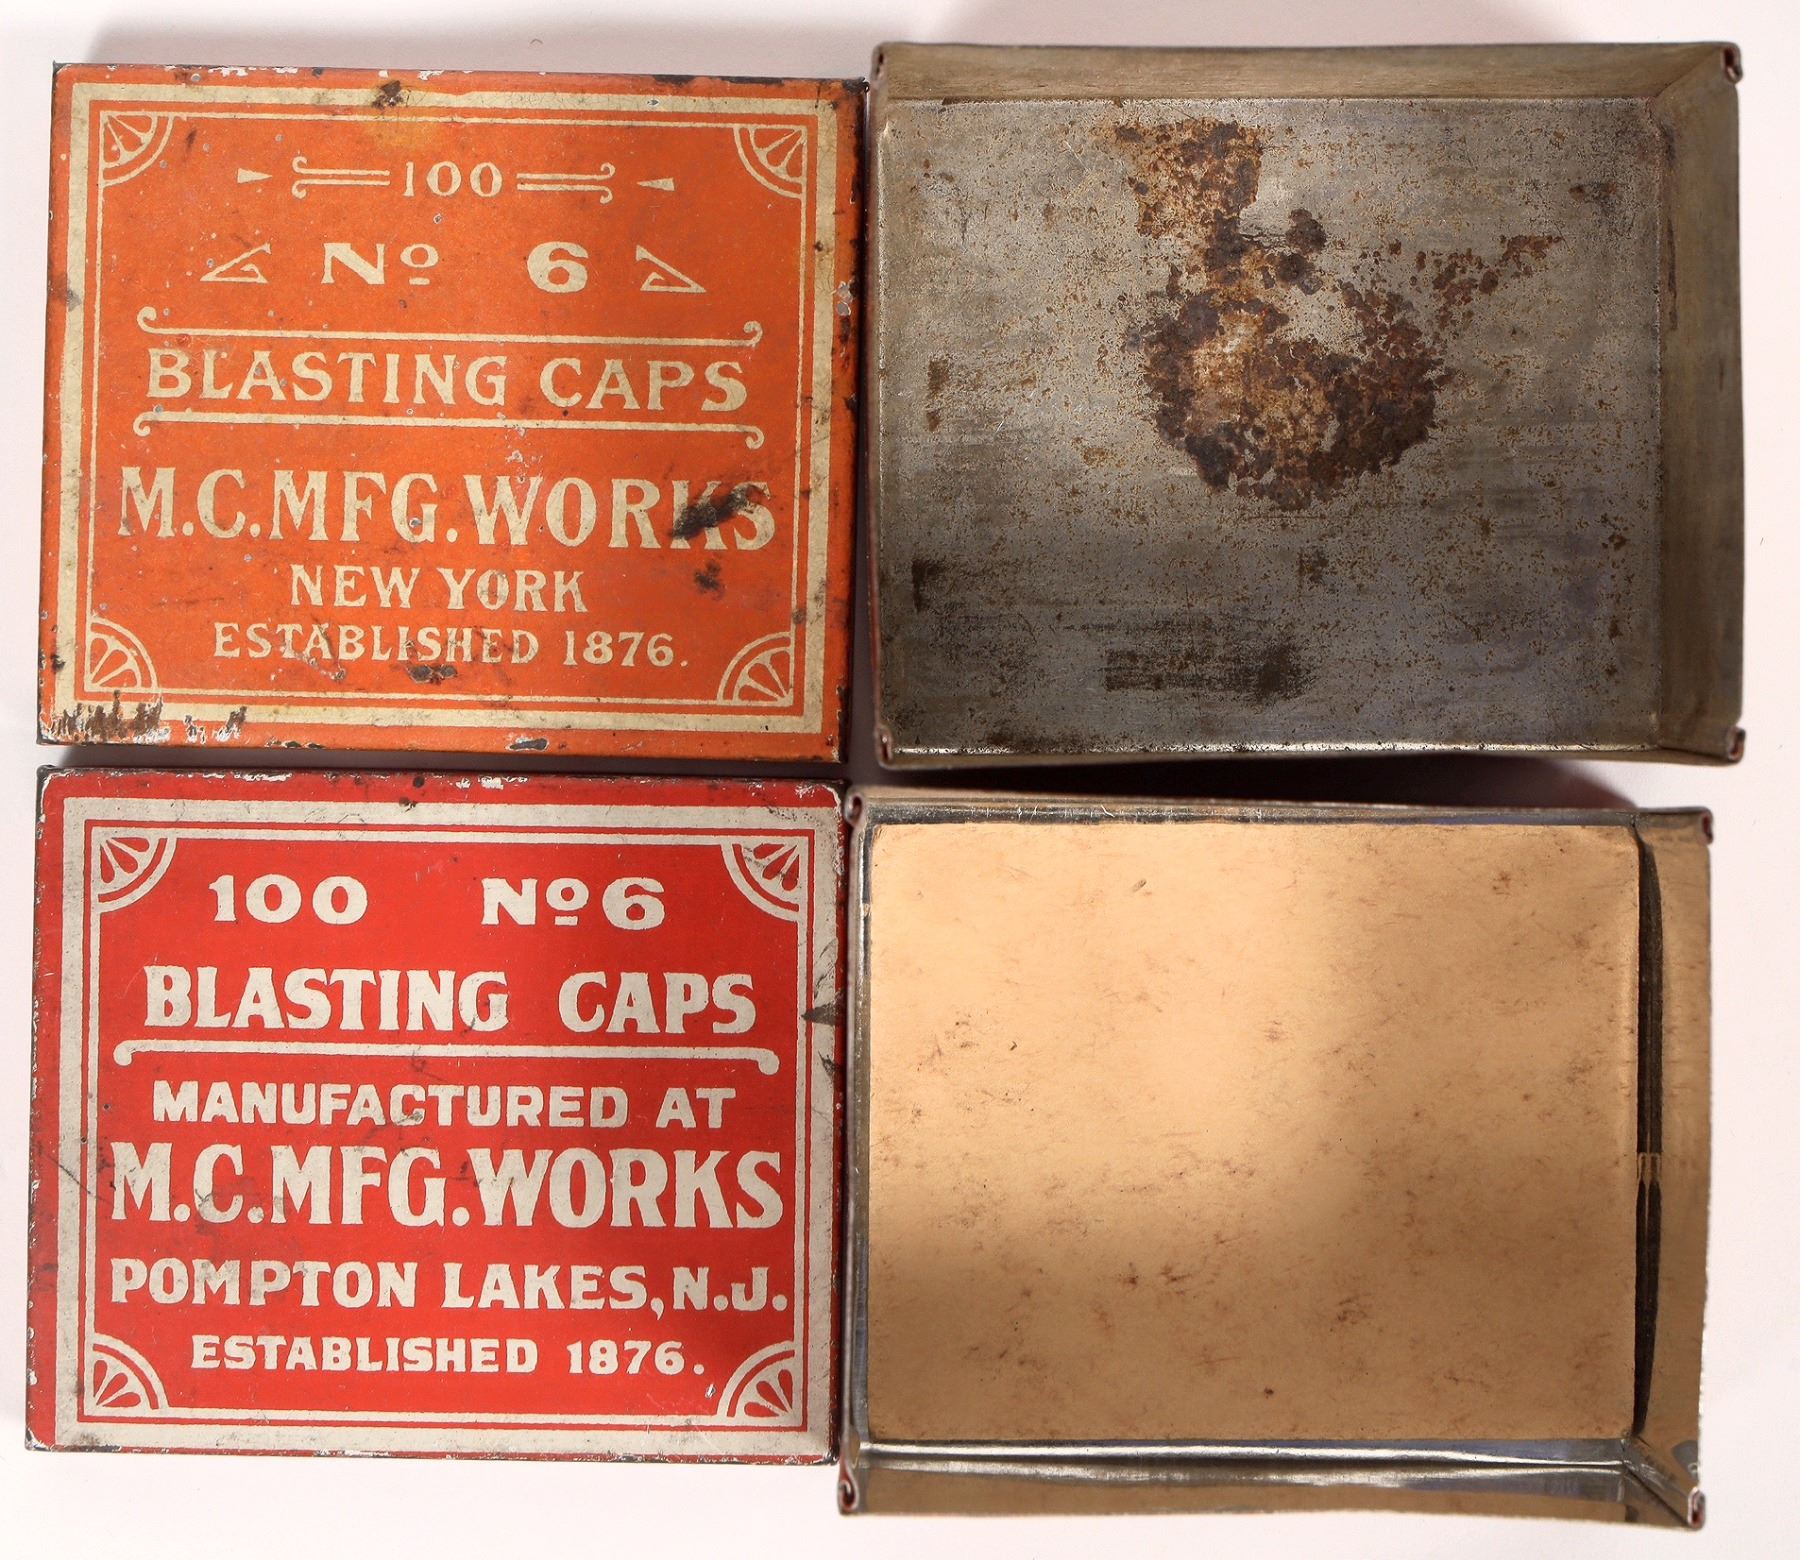 100
Nº 6
BLASTING CAPS
M.C.MFG.WORKS
NEW YORK
ESTABLISHED 1876.
100 Nº6
BLASTING CAPS
MANUFACTURED AT
M.C.MFG.WORKS
POMPTON LAKES,N.J.
ESTABLISHED 1876.